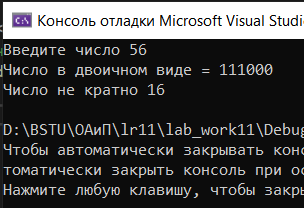 Консоль отладки Microsoft Visual Studi
Введите число 56
Число в двоичном виде = 111000
Число не кратно 16
D:\BSTU\ОАиП\lr11\lab_work11\Debug
Чтобы автоматически закрывать конс
томатически закрыть консоль при ос
Нажмите любую клавишу, чтобы закры